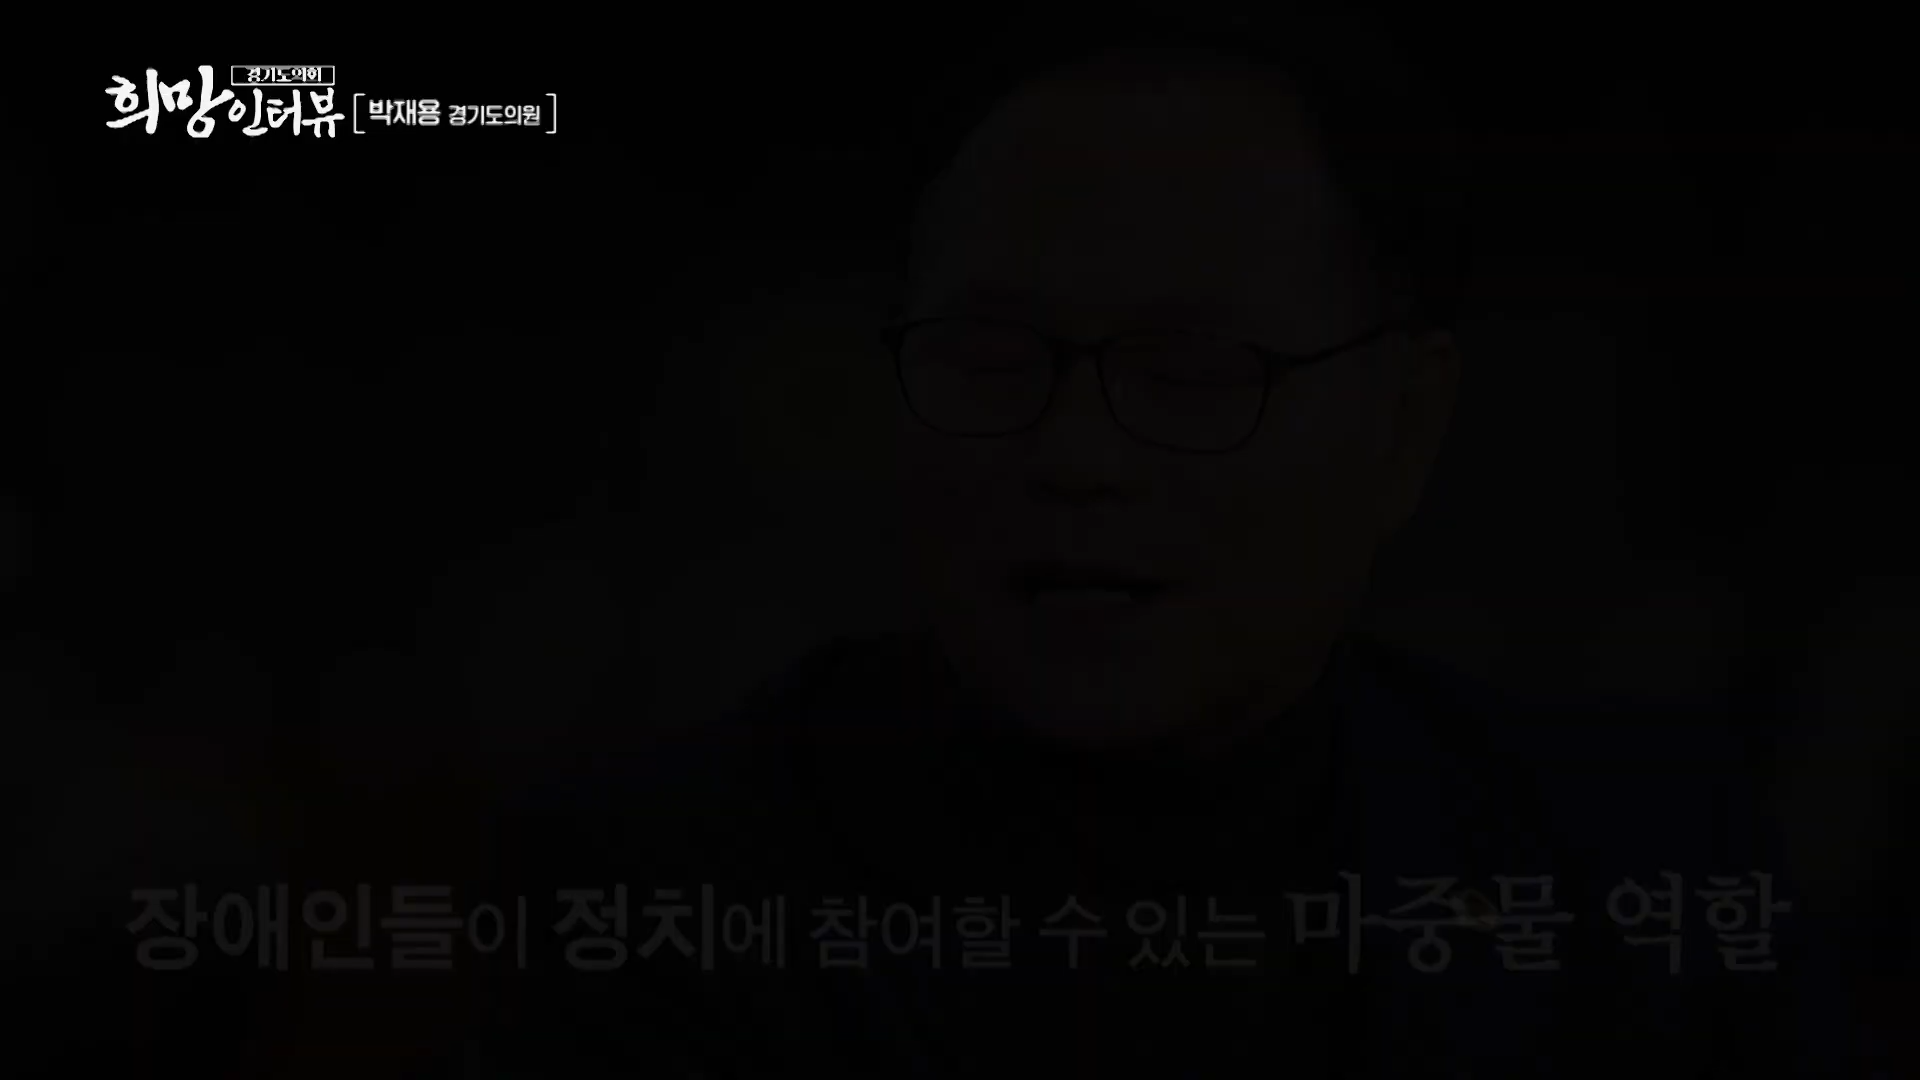 경기도의회
희망인터뷰 [ 박재용 경기도의원 ]
장애인들이 정치에 참여할 수 있는 마중물 역할